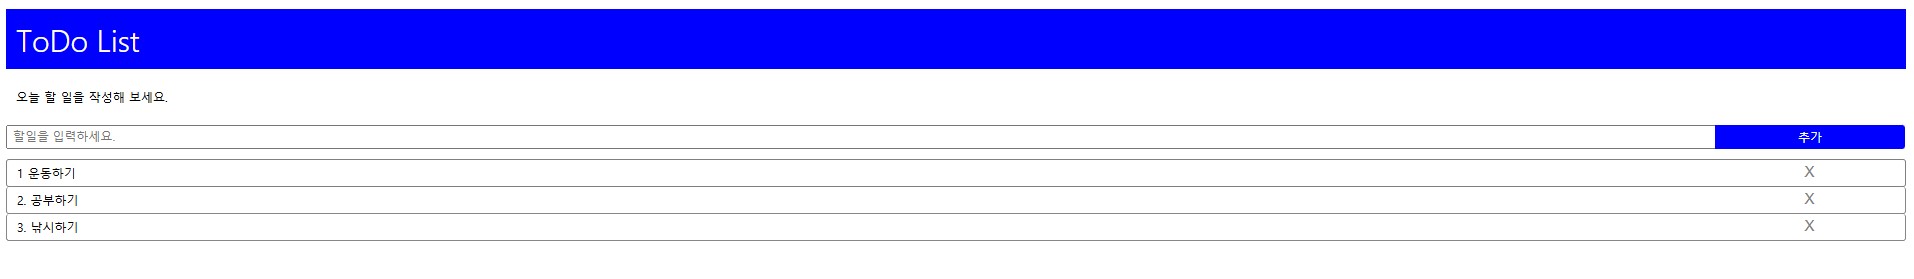 ToDo List
오늘 할 일을 작성해 보세요.
할일을 입력하세요. 추가
1 운동하기 X
2. 공부하기 X
3. 낚시하기 X